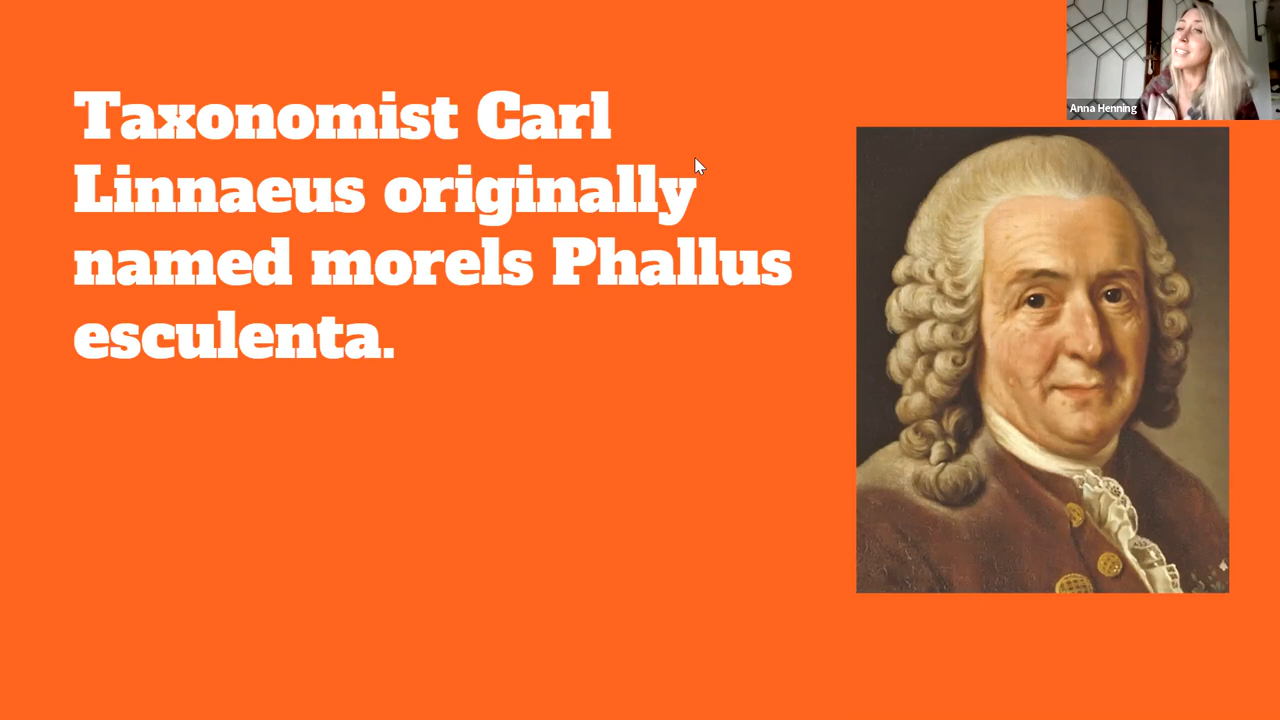 Taxonomist Carl
Linnaeus originally
named morels Phallus
esculenta.
Anna Henning